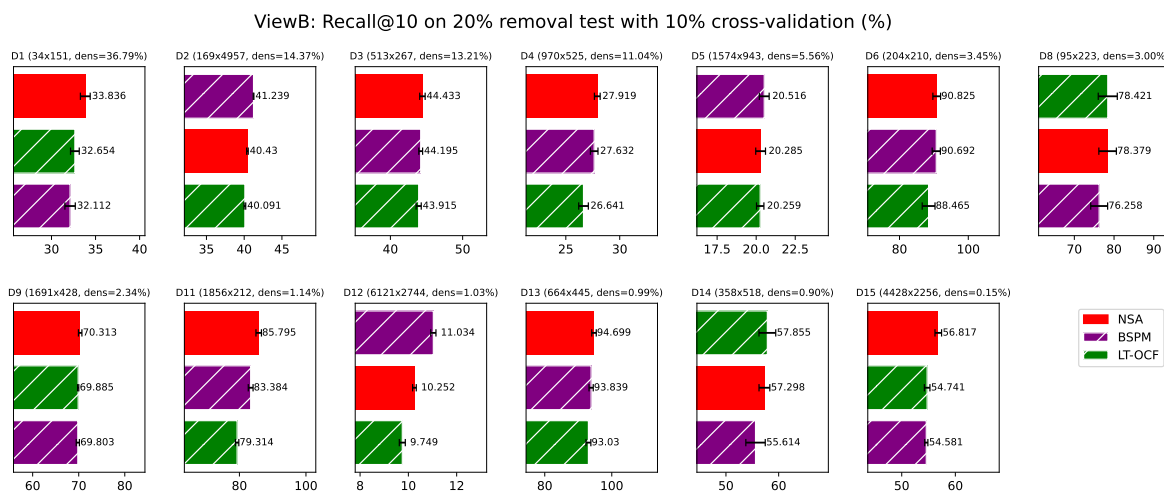 ViewB: Recall@10 on 20% removal test with 10% cross-validation (%)
D1 (34x151, dens=36.79%)
33.836
32.654
32.112
30 35 40
D2 (169x4957, dens=14.37%)
41.239
40.43
40.091
35 40 45
D3 (513x267, dens=13.21%)
44.433
44.195
43.915
40 50
D4 (970x525, dens=11.04%)
27.919
27.632
26.641
25 30
D5 (1574x943, dens=5.56%)
20.516
20.285
20.259
17.5 20.0 22.5
D6 (204x210, dens=3.45%)
90.825
90.692
88.465
80 100
D8 (95x223, dens=3.00%
78.421
78.379
76.258
70 80 90
D9 (1691x428, dens=2.34%)
70.313
69.885
69.803
60 70 80
D11 (1856x212, dens=1.14%)
85.795
83.384
79.314
80 100
D12 (6121x2744, dens=1.03%)
11.034
10.252
9.749
8 10 12
D13 (664x445, dens=0.99%)
94.699
93.839
93.03
80 100
D14 (358x518, dens=0.90%)
57.855
57.298
55.614
50 60
D15 (4428x2256, dens=0.15%)
56.817
54.741
54.581
50 60
NSA
BSPM
LT-OCF